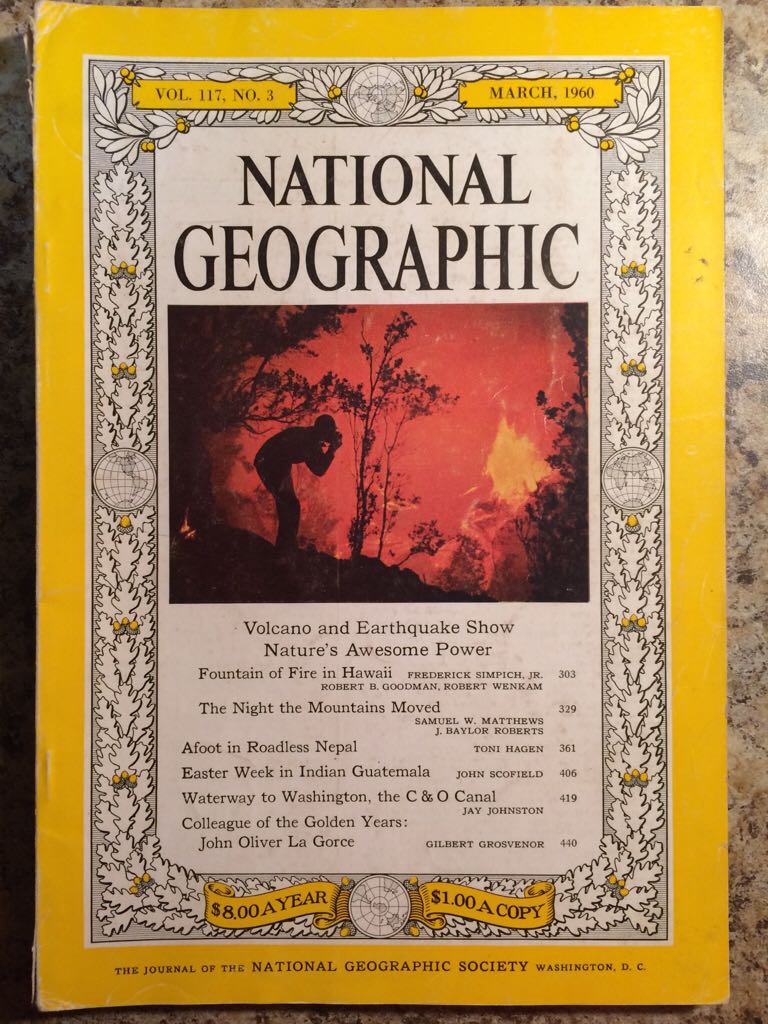 VOL. 117, NO. 3
MARCH, 1960
NATIONAL
GEOGRAPHIC
Volcano and Earthquake Show
Nature's Awesome Power
Fountain of Fire in Hawaii FREDERICK SIMPICH, JR. 303
ROBERT B. GOODMAN, ROBERT WENKAM
The Night the Mountains Moved 329
SAMUEL W. MATTHEWS
J. BAYLOR ROBERTS
Afoot in Roadless Nepal TONI HAGEN 361
Easter Week in Indian Guatemala JOHN SCOFIELD 406
Waterway to Washington, the C & O Canal 419
JAY JOHNSTON
Colleague of the Golden Years:
John Oliver La Gorce GILBERT GROSVENOR 440
$8.00 A YEAR
$1.00 A COPY
THE JOURNAL OF THE NATIONAL GEOGRAPHIC SOCIETY WASHINGTON, D. C.